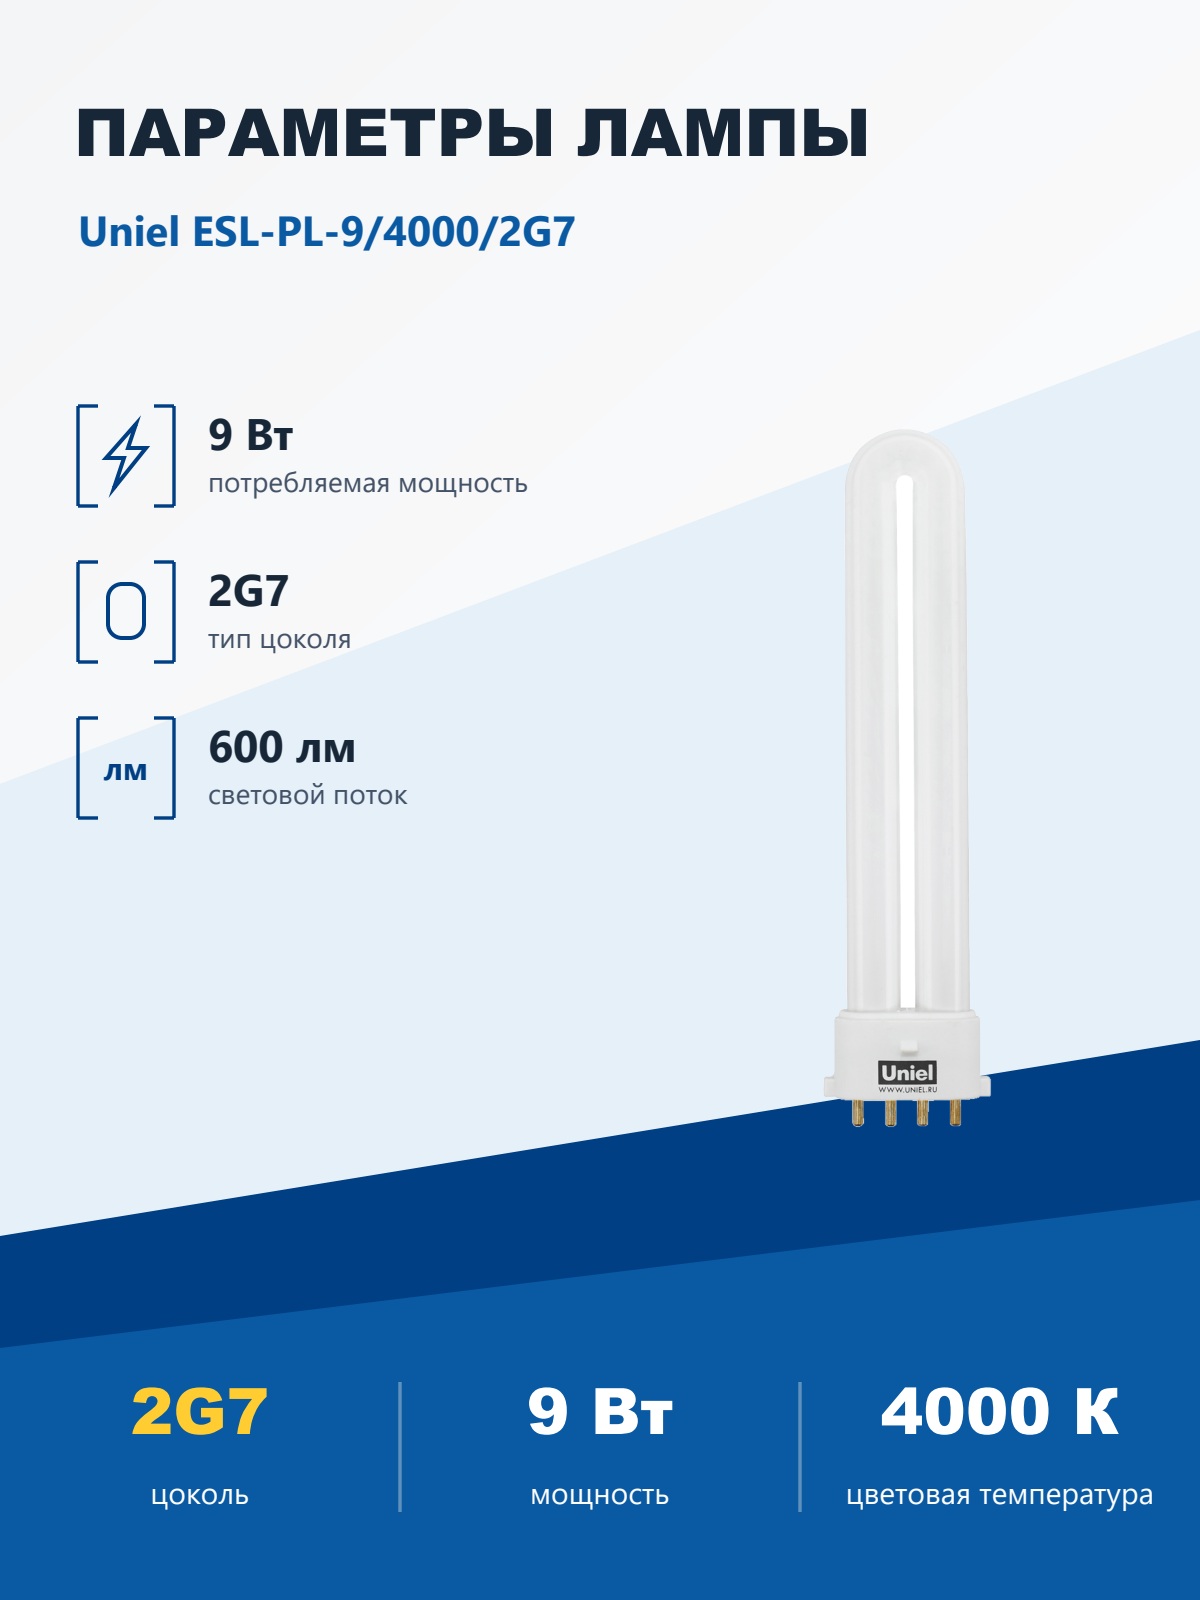 ПАРАМЕТРЫ ЛАМПЫ
Uniel ESL-PL-9/4000/2G7
9 Вт
потребляемая мощность
2G7
тип цоколя
лм
600 лм
световой поток
Uniel
WWW.UNIEL.RU
2G7
цоколь
9 Вт
мощность
4000 К
цветовая температура